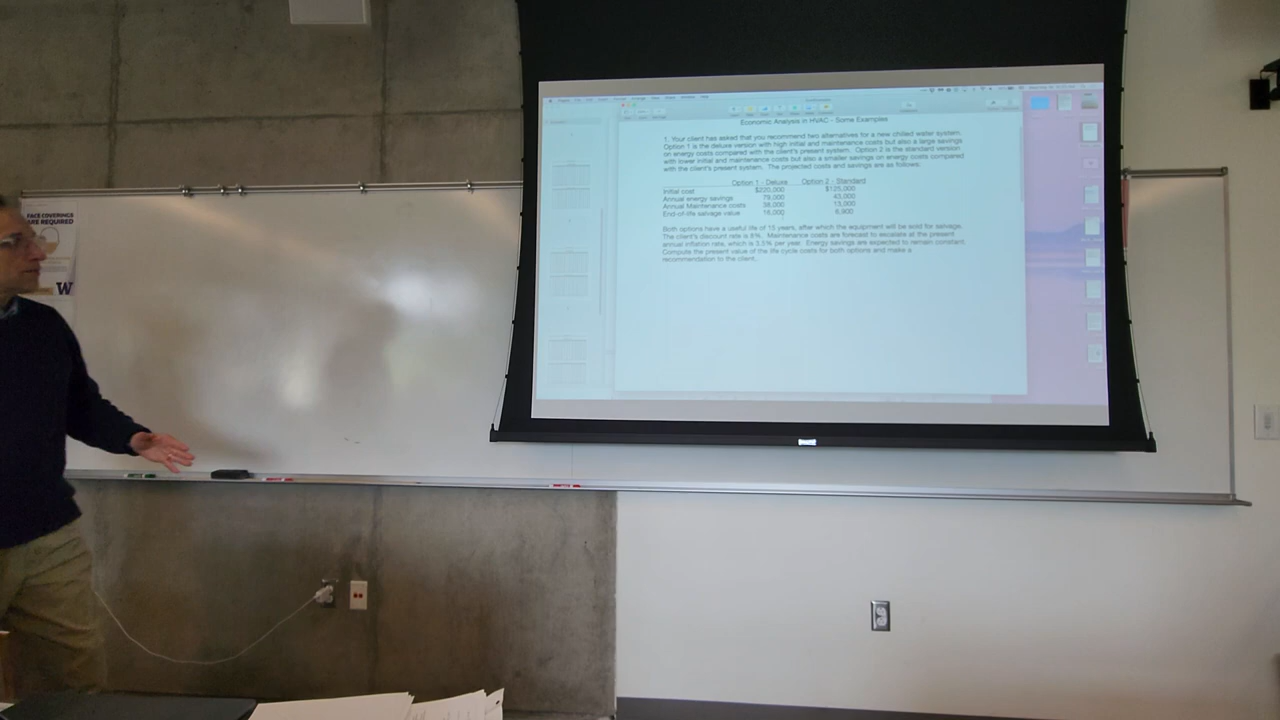 Economic Analysis in HVAC - Some Examples
1. Your client has asked that you recommend two alternatives for a new chilled water system.
Option 1 is the deluxe version with high initial and maintenance costs but also a large savings
on energy costs compared with the client's present system. Option 2 is the standard version
with lower initial and maintenance costs but also a smaller savings on energy costs compared
with the client's present system. The projected costs and savings are as follows:
Option 1 - Deluxe Option 2 - Standard
Initial cost $220,000 $125,000
Annual energy savings 79,000 43,000
Annual Maintenance costs 38,000 13,000
End-of-life salvage value 18,000 6,900
Both options have a useful life of 15 years, after which the equipment will be sold for salvage.
The client's discount rate is 8%. Maintenance costs are forecast to escalate at the present
annual inflation rate, which is 3.5% per year. Energy savings are expected to remain constant.
Compute the present value of the life cycle costs for both options and make a
recommendation to the client.
FACE COVERINGS
ARE REQUIRED
W